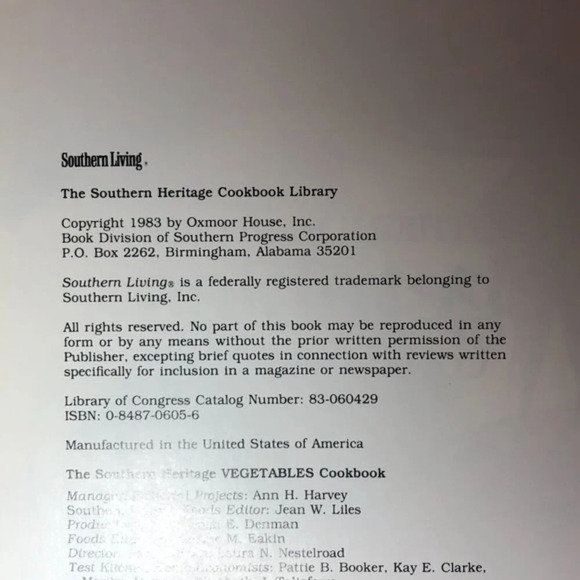 Southern Living.
The Southern Heritage Cookbook Library
Copyright 1983 by Oxmoor House, Inc.
Book Division of Southern Progress Corporation
P.O. Box 2262, Birmingham, Alabama 35201
Southern Living® is a federally registered trademark belonging to
Southern Living, Inc.
All rights reserved. No part of this book may be reproduced in any
form or by any means without the prior written permission of the
Publisher, excepting brief quotes in connection with reviews written
specifically for inclusion in a magazine or newspaper.
Library of Congress Catalog Number: 83-060429
ISBN: 0-8487-0605-6
Manufactured in the United States of America
The Southern Heritage VEGETABLES Cookbook
Projects: Ann H. Harvey
Foods Editor: Jean W. Liles
E. Denman
Foods M. Eakin
Laura N. Nestelroad
Test Pattie B. Booker, Kay E. Clarke,